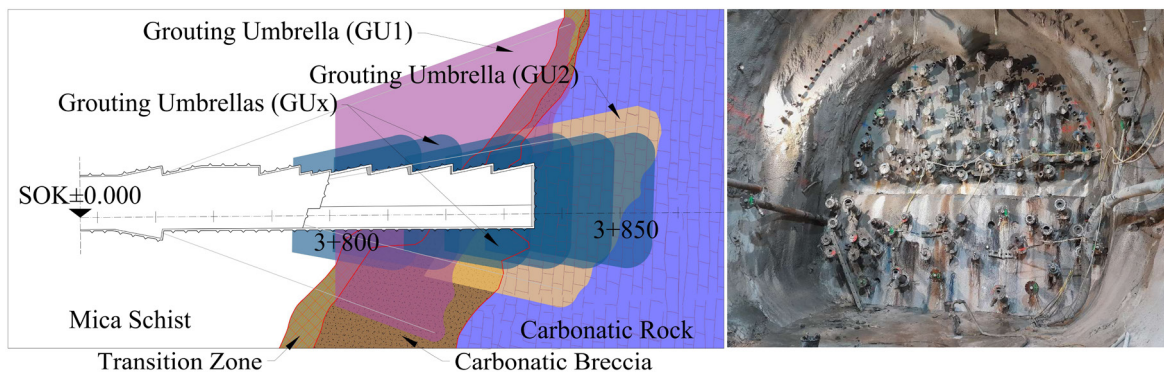 Grouting Umbrella (GU1)
Grouting Umbrella (GU2)
Grouting Umbrellas (GUx)
SOK±0.000
3+800
3+850
Mica Schist
Carbonatic Rock
Transition Zone
Carbonatic Breccia